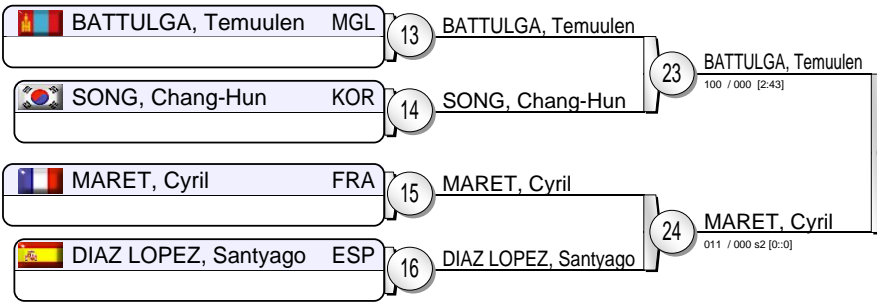 BATTULGA, Temuulen MGL
13
BATTULGA, Temuulen
23
BATTULGA, Temuulen
100 / 000 [2:43]
SONG, Chang-Hun KOR
14
SONG, Chang-Hun
MARET, Cyril FRA
15
MARET, Cyril
24
MARET, Cyril
011 / 000 s2 [0::0]
DIAZ LOPEZ, Santyago ESP
16
DIAZ LOPEZ, Santyago